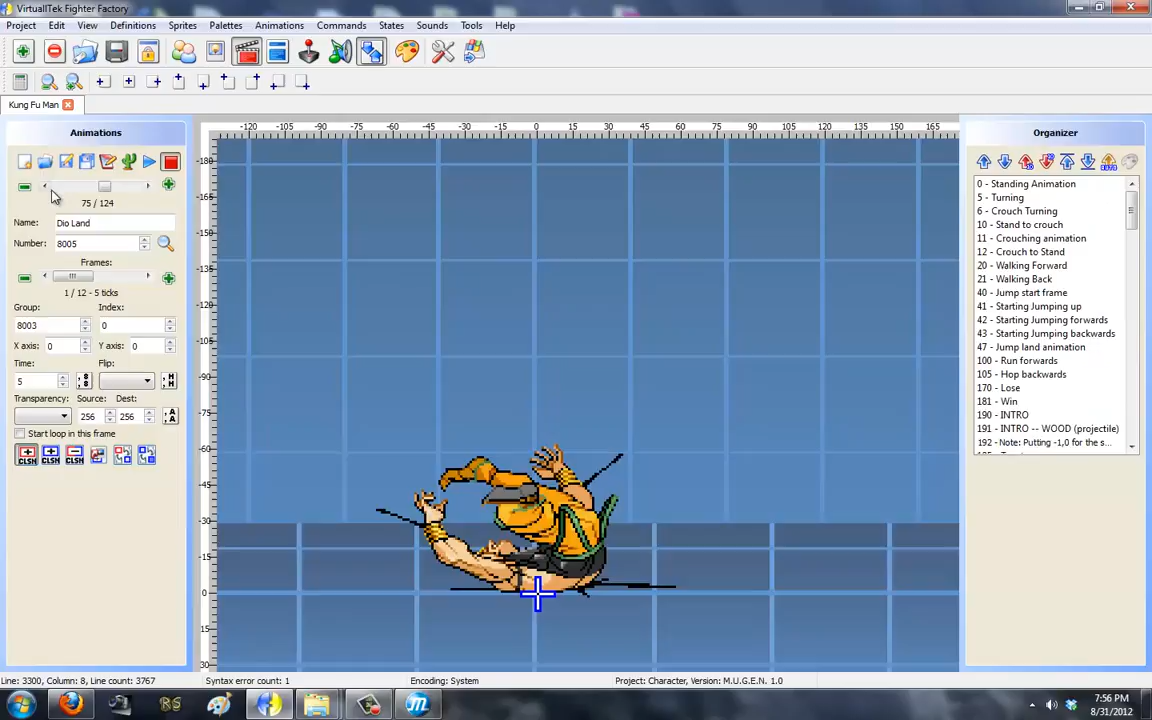 VirtuallTek Fighter Factory
Project Edit View Definitions Sprites Palettes Animations Commands States Sounds Tools Help
Kung Fu Man
Animations
75 / 124
Name: Dio Land
Number: 8005
Frames:
1 / 12 - 5 ticks
Group: Index:
8003 0
X axis: 0 Y axis: 0
Time: Flip:
5
Transparency: Source: Dest:
256 256
Start loop in this frame
CLSN CLSN CLSN
-120 -105 -90 -75 -60 -45 -30 -15 0 15 30 45 60 75 90 105 120 135 150 165
-180
-165
-150
-135
-120
-105
-90
-75
-60
-45
-30
-15
0
15
30
Organizer
0 - Standing Animation
5 - Turning
6 - Crouch Turning
10 - Stand to crouch
11 - Crouching animation
12 - Crouch to Stand
20 - Walking Forward
21 - Walking Back
40 - Jump start frame
41 - Starting Jumping up
42 - Starting Jumping forwards
43 - Starting Jumping backwards
47 - Jump land animation
100 - Run forwards
105 - Hop backwards
170 - Lose
181 - Win
190 - INTRO
191 - INTRO -- WOOD (projectile)
192 - Note: Putting -1,0 for the s...
Line: 3300, Column: 8, Line number: 3767 Syntax error count: 1 Encoding: System Project: Character, Version: M.U.G.E.N. 1.0
RS
7:56 PM
8/31/2012